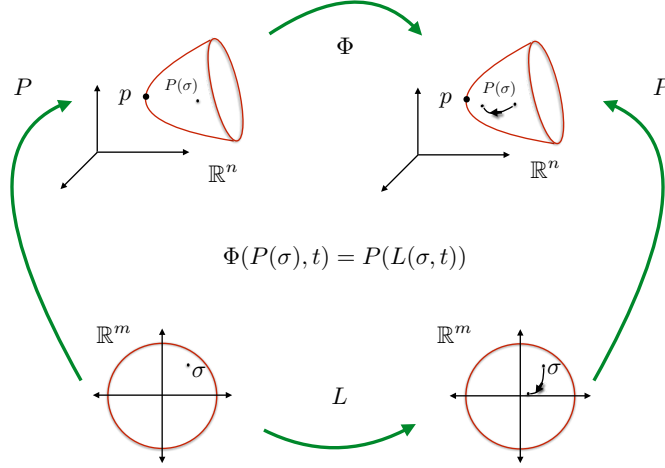 Φ
P
p
P(σ)
ℝⁿ
p
P(σ)
ℝⁿ
P
Φ(P(σ), t) = P(L(σ, t))
ℝᵐ
σ
L
ℝᵐ
σ